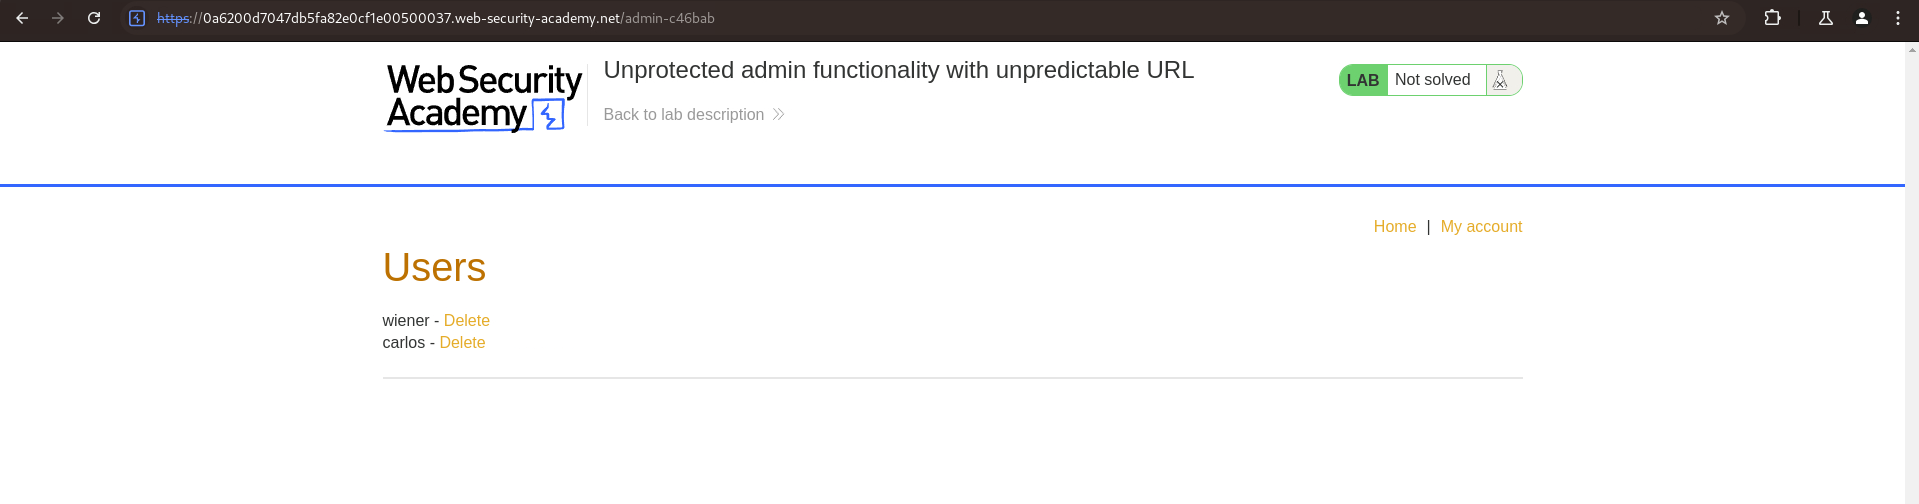 https://0a6200d7047db5fa82e0cf1e00500037.web-security-academy.net/admin-c46bab
Web Security
Academy
Unprotected admin functionality with unpredictable URL
Back to lab description
LAB Not solved
Home | My account
Users
wiener - Delete
carlos - Delete